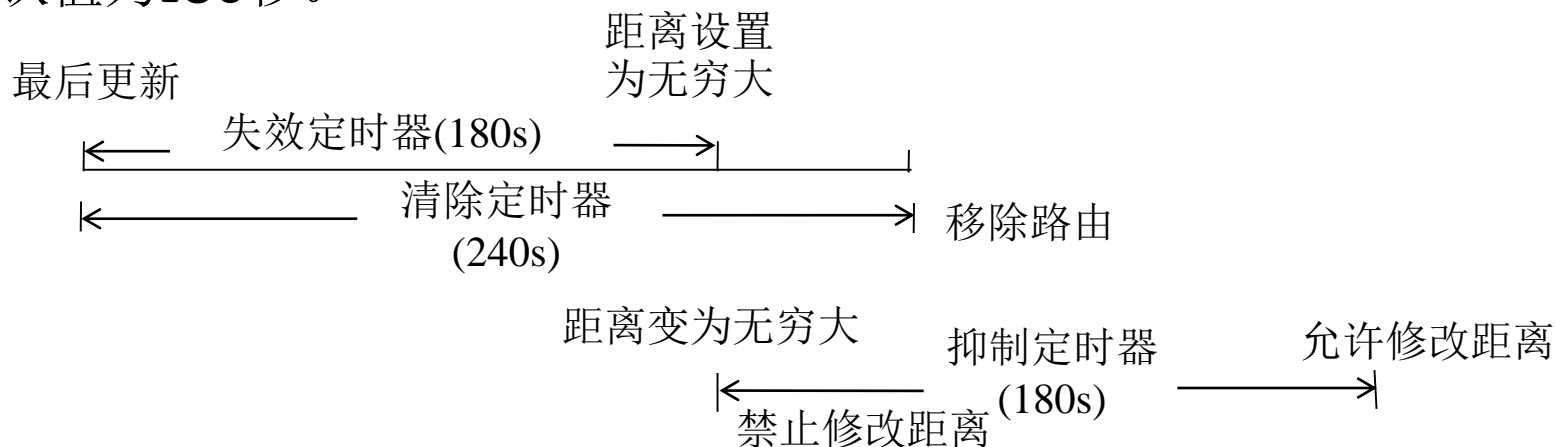 距离设置
为无穷大
最后更新
失效定时器(180s)
清除定时器
(240s)
移除路由
距离变为无穷大
抑制定时器
(180s)
允许修改距离
禁止修改距离